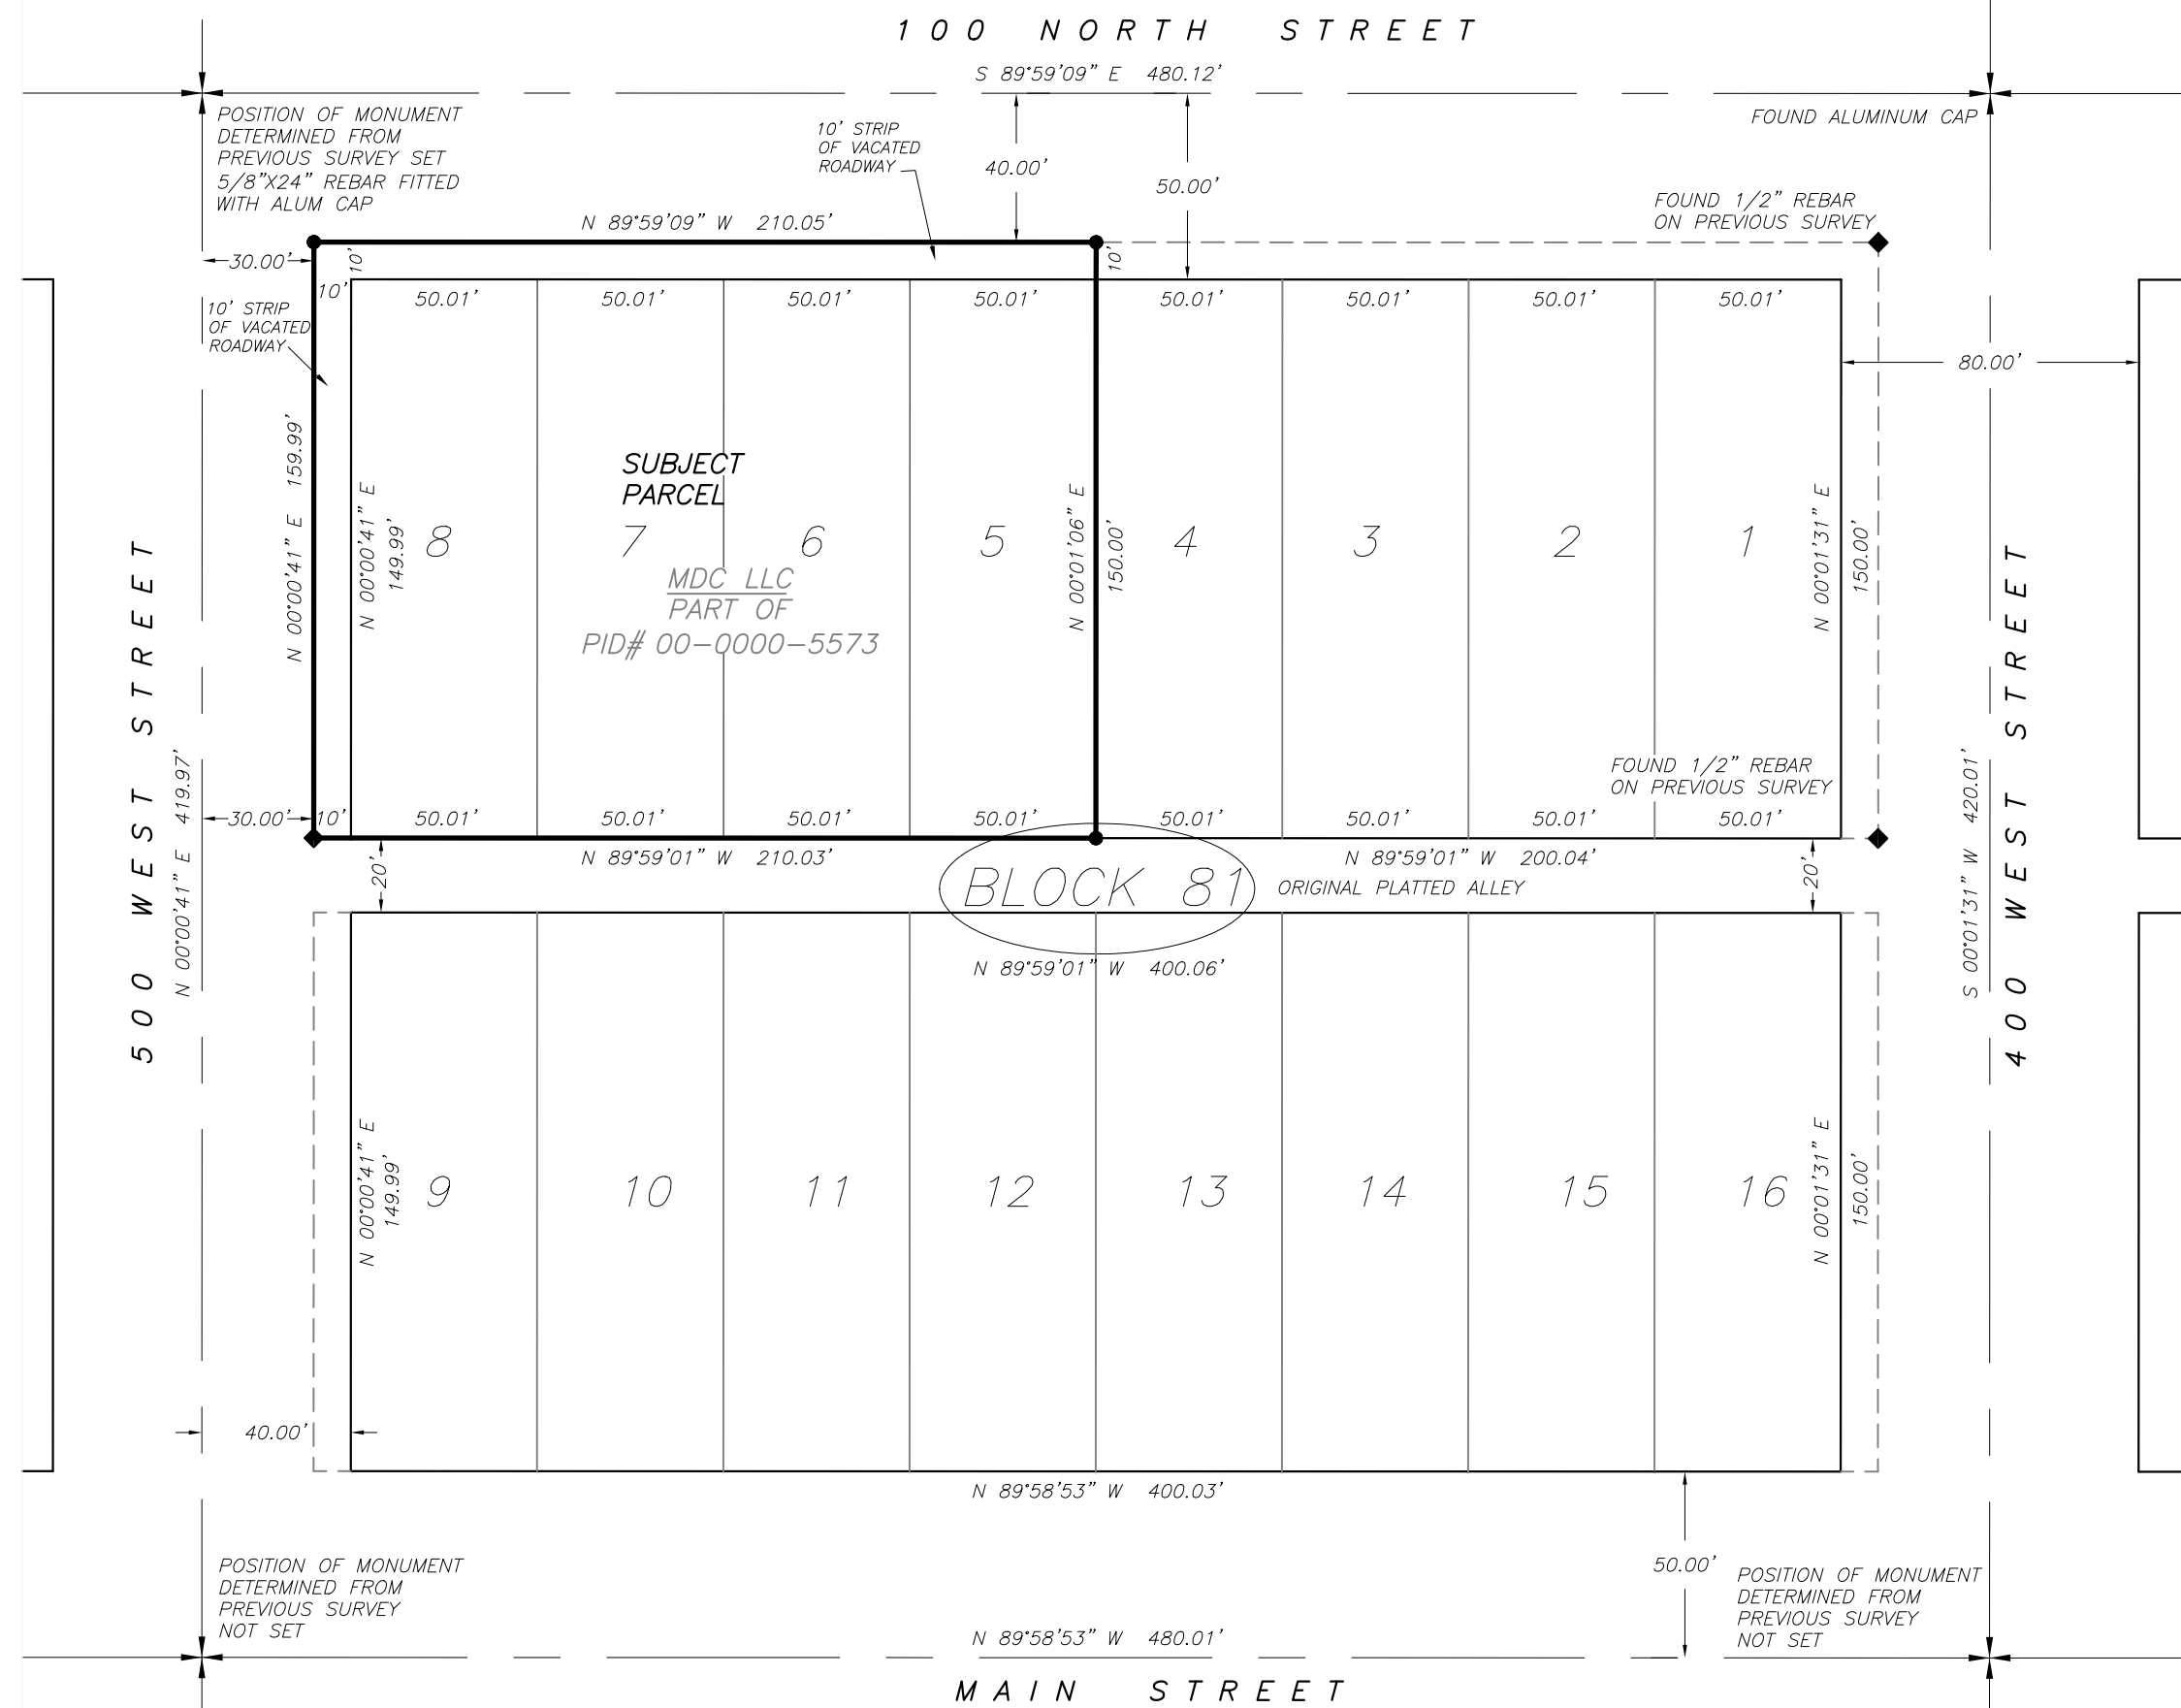 100 NORTH STREET
S 89°59'09" E 480.12'
POSITION OF MONUMENT
DETERMINED FROM
PREVIOUS SURVEY SET
5/8"X24" REBAR FITTED
WITH ALUM CAP
10' STRIP
OF VACATED
ROADWAY
40.00'
50.00'
FOUND ALUMINUM CAP
FOUND 1/2" REBAR
ON PREVIOUS SURVEY
N 89°59'09" W 210.05'
30.00'
10'
10'
10'
50.01'
50.01'
50.01'
50.01'
50.01'
50.01'
50.01'
50.01'
10' STRIP
OF VACATED
ROADWAY
80.00'
N 00°00'41" E 159.99'
N 00°00'41" E
149.99'
SUBJECT
PARCEL
N 00°01'06" E
150.00'
N 00°01'31" E
150.00'
8
7
6
5
4
3
2
1
MDC LLC
PART OF
PID# 00-0000-5573
500 WEST STREET
N 00°00'41" E 419.97'
400 WEST STREET
S 00°01'31" W 420.01'
FOUND 1/2" REBAR
ON PREVIOUS SURVEY
30.00'
10'
50.01'
50.01'
50.01'
50.01'
50.01'
50.01'
50.01'
50.01'
N 89°59'01" W 210.03'
N 89°59'01" W 200.04'
20'
BLOCK 81
ORIGINAL PLATTED ALLEY
20'
N 89°59'01" W 400.06'
N 00°00'41" E
149.99'
9
10
11
12
13
14
15
16
N 00°01'31" E
150.00'
40.00'
N 89°58'53" W 400.03'
50.00'
POSITION OF MONUMENT
DETERMINED FROM
PREVIOUS SURVEY
NOT SET
POSITION OF MONUMENT
DETERMINED FROM
PREVIOUS SURVEY
NOT SET
N 89°58'53" W 480.01'
MAIN STREET